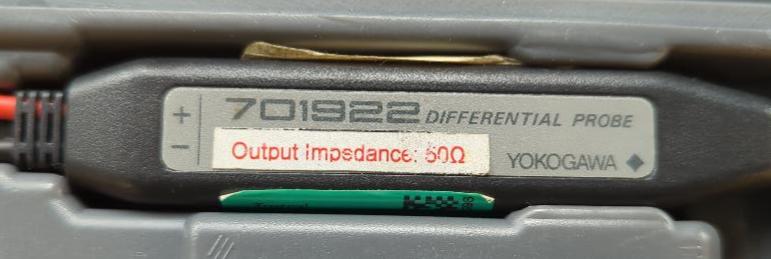 + 701922 DIFFERENTIAL PROBE
− Output Impedance: 50Ω
YOKOGAWA